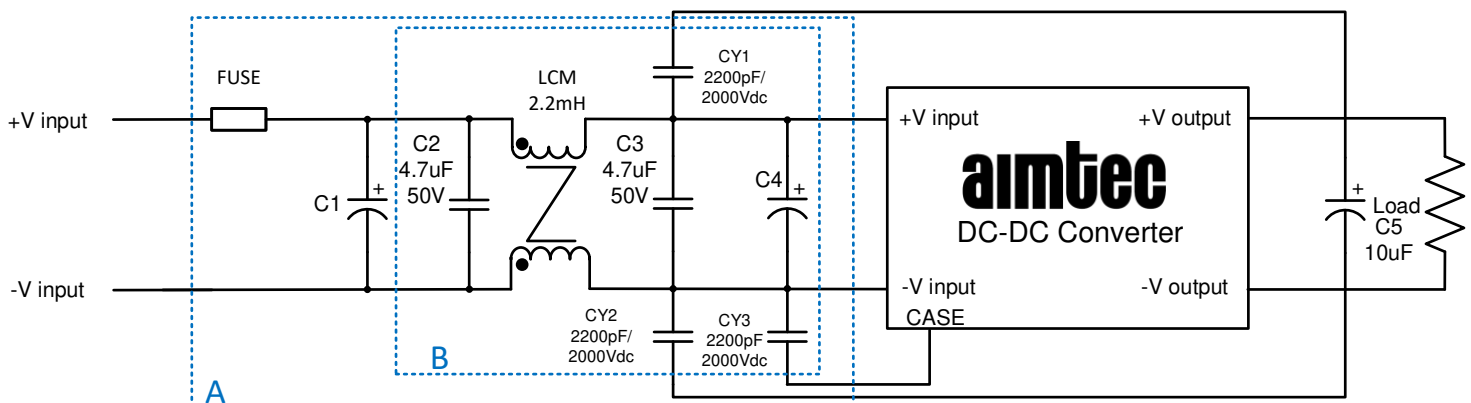 FUSE
LCM
2.2mH
CY1
2200pF/
2000Vdc
+V input
C2
4.7uF
50V
C3
4.7uF
50V
C1
+
C4
+
+V input
+V output
aimtec
DC-DC Converter
+
Load
C5
10uF
-V input
-V input
-V output
CASE
CY2
2200pF/
2000Vdc
CY3
2200pF
2000Vdc
B
A